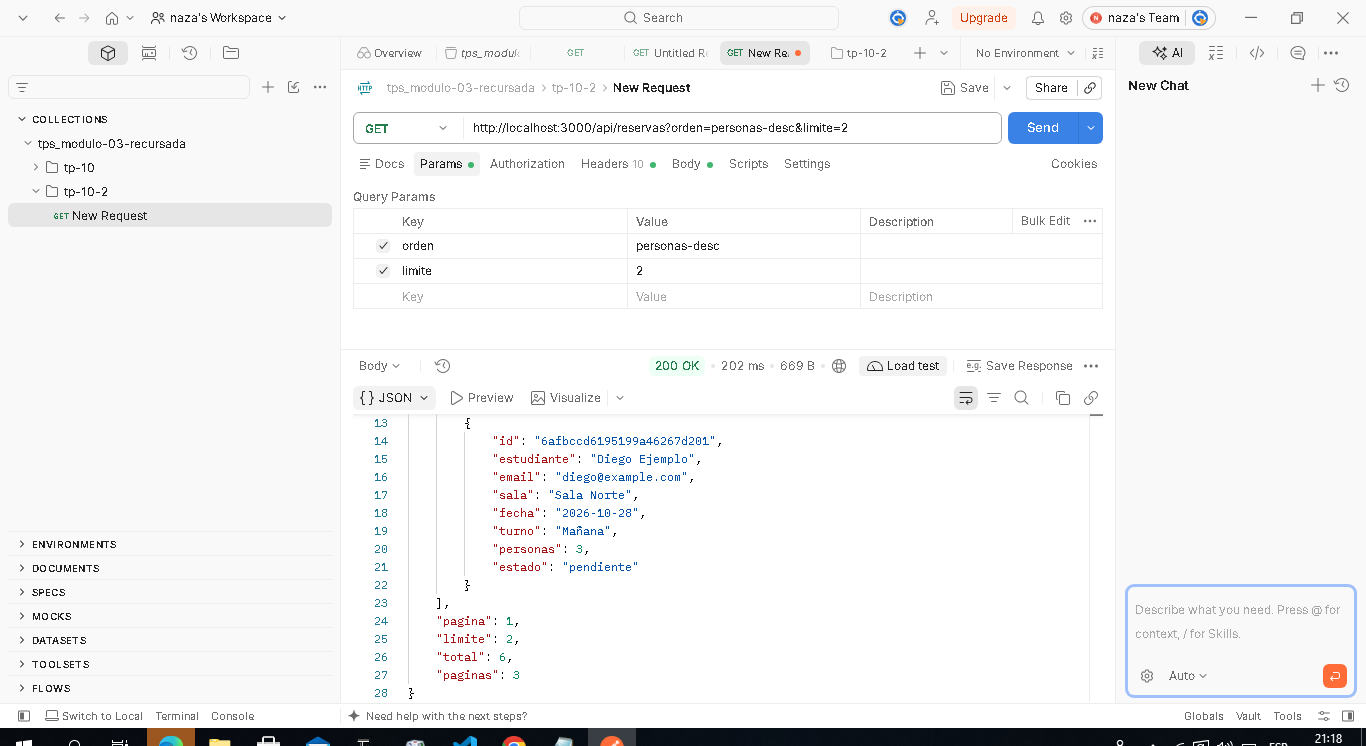 naza's Workspace
Search
Upgrade
naza's Team
Overview
tps_modulo
GET
GET Untitled R
GET New Re.
tp-10-2
No Environment
AI
tps_modulo-03-recursada > tp-10-2 > New Request
HTTP
Save
Share
New Chat
COLLECTIONS
tps_modulo-03-recursada
tp-10
tp-10-2
GET New Request
GET
http://localhost:3000/api/reservas?orden=personas-desc&limite=2
Send
Docs
Params
Authorization
Headers 10
Body
Scripts
Settings
Cookies
Query Params
Key
Value
Description
Bulk Edit
orden
personas-desc
limite
2
Key
Value
Description
Body
200 OK
202 ms
669 B
Load test
e.g. Save Response
{ } JSON
Preview
Visualize
13 {
14 "id": "6afbccd6195199a46267d201",
15 "estudiante": "Diego Ejemplo",
16 "email": "diego@example.com",
17 "sala": "Sala Norte",
18 "fecha": "2026-10-28",
19 "turno": "Mañana",
20 "personas": 3,
21 "estado": "pendiente"
22 }
23 ],
24 "pagina": 1,
25 "limite": 2,
26 "total": 6,
27 "paginas": 3
28 }
ENVIRONMENTS
DOCUMENTS
SPECS
MOCKS
DATASETS
TOOLSETS
FLOWS
Describe what you need. Press @ for
context, / for Skills.
Auto
Switch to Local
Terminal
Console
Need help with the next steps?
Globals
Vault
Tools
21:18